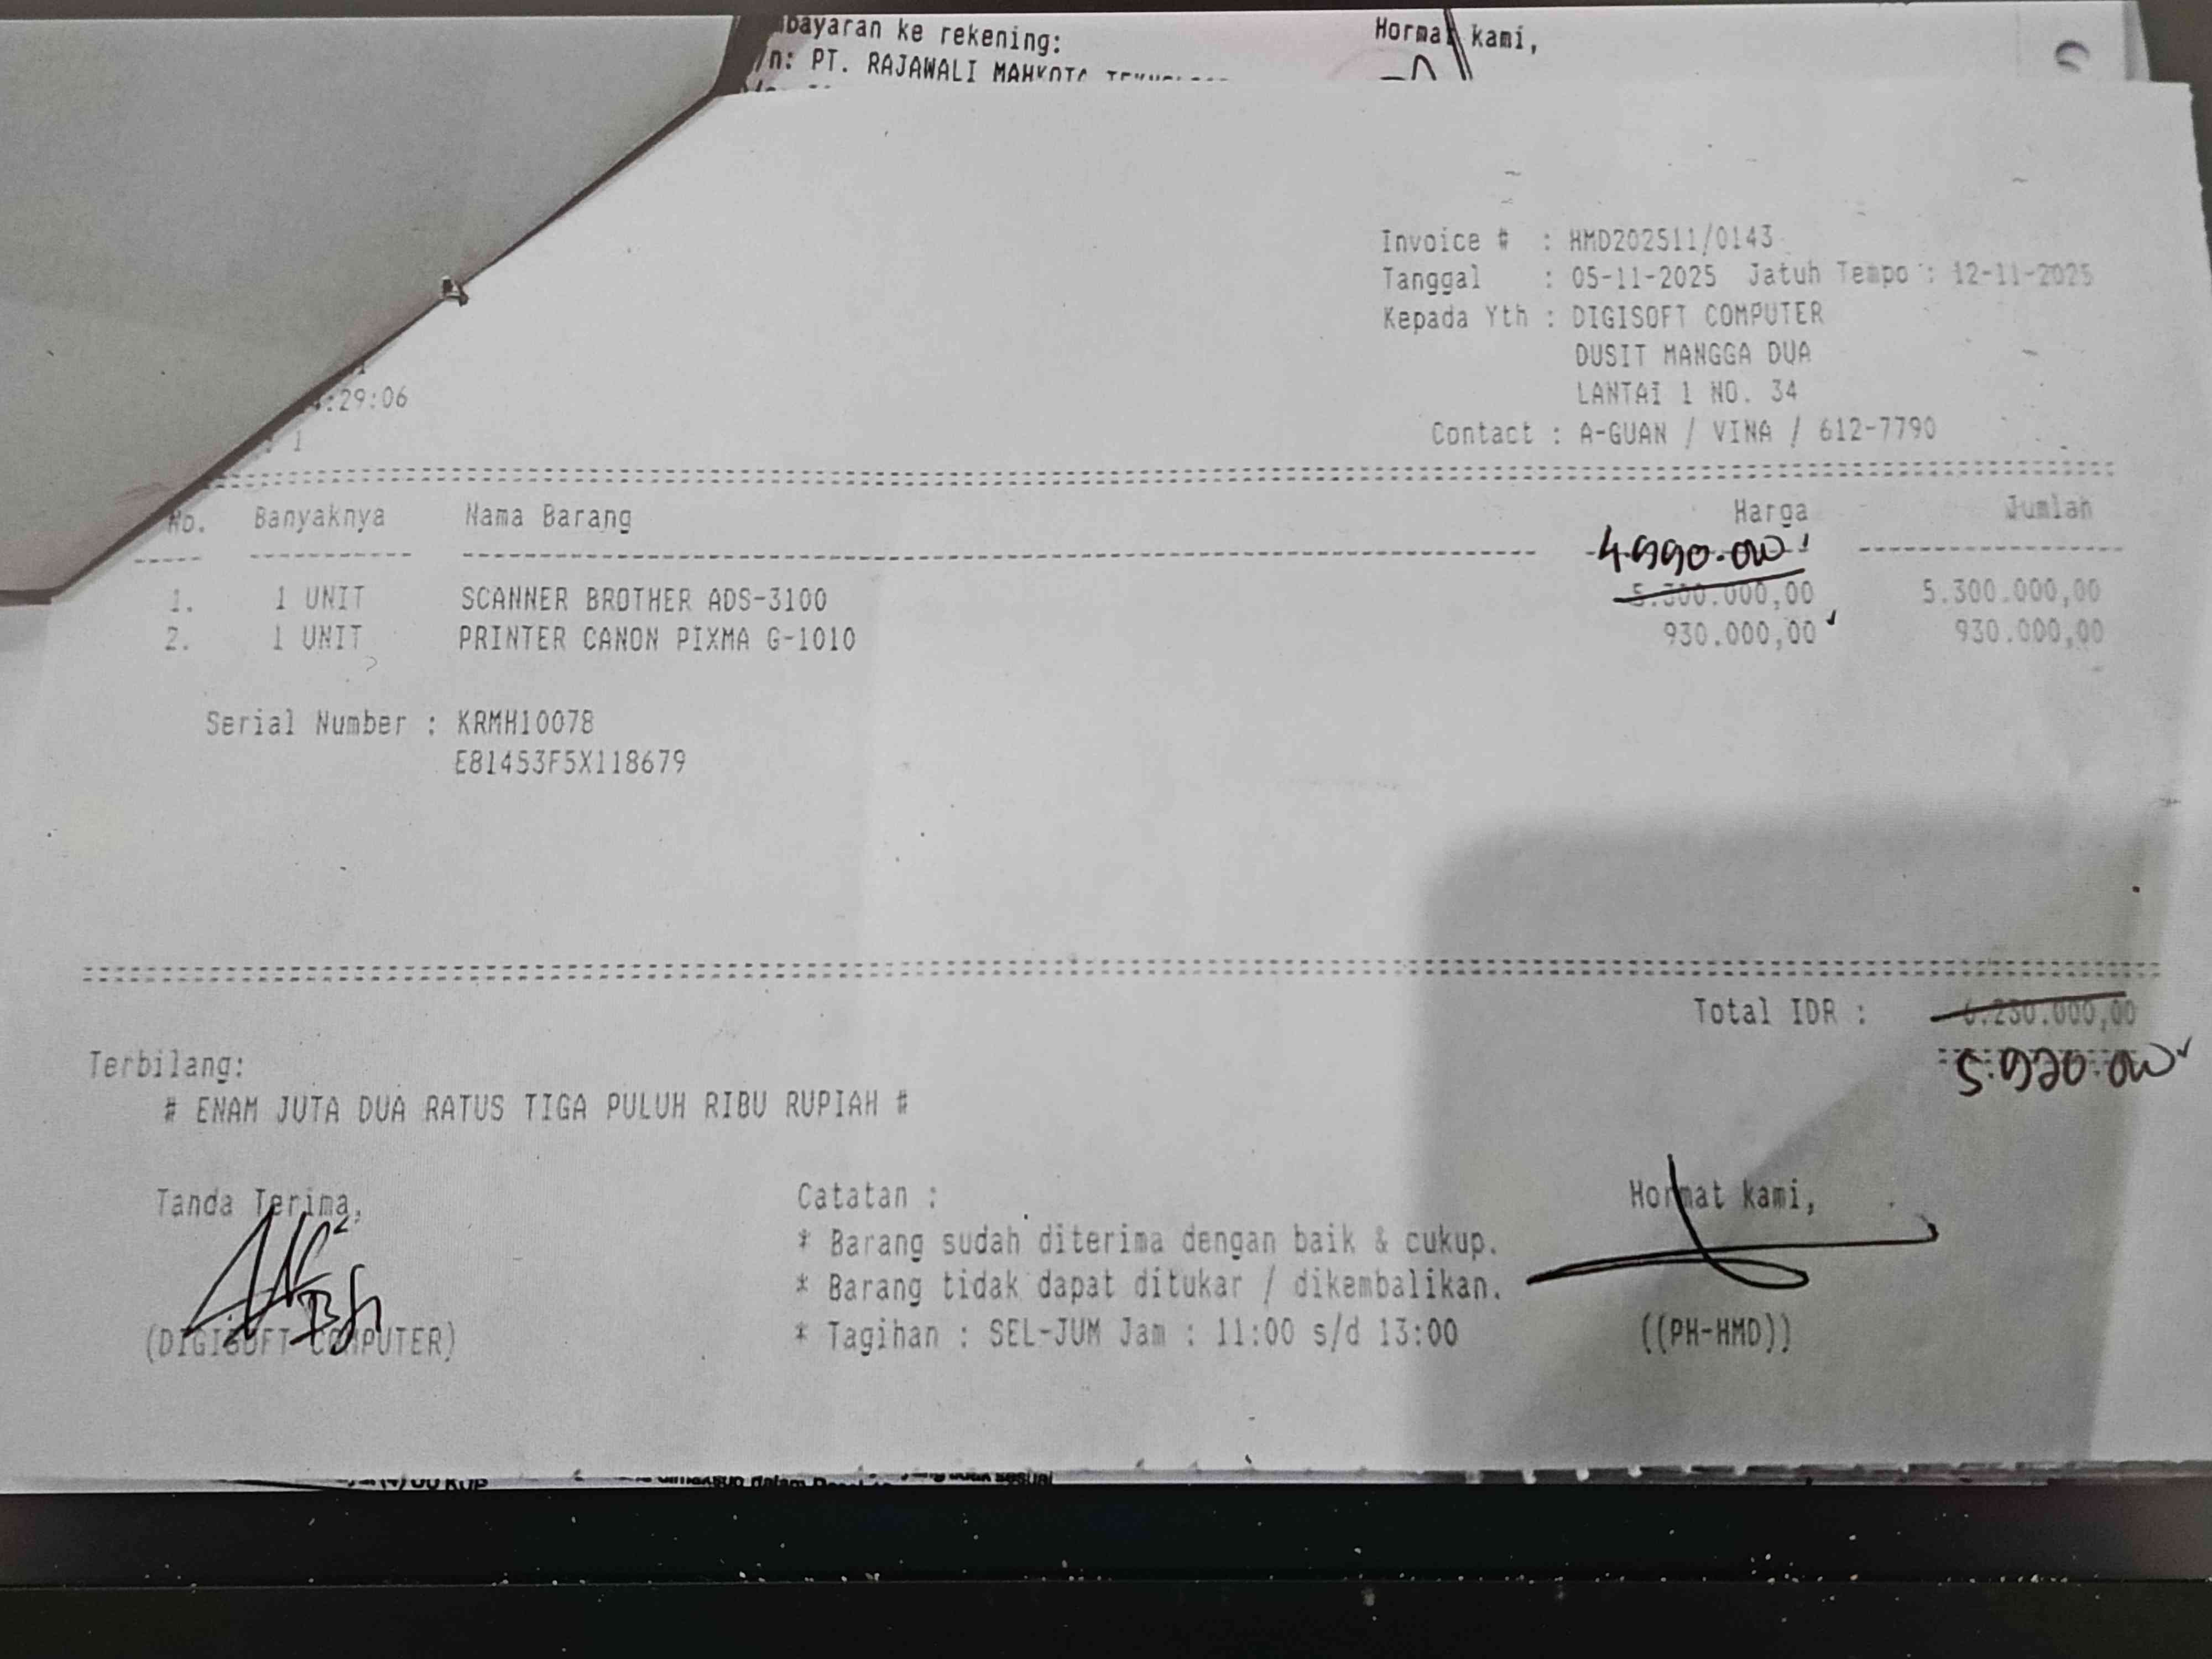 bayaran ke rekening:
/n: PT. RAJAWALI MAHKOTA
Hormat kami,
Invoice # : HMD202511/0143
Tanggal : 05-11-2025 Jatuh Tempo : 12-11-2025
Kepada Yth : DIGISOFT COMPUTER
DUSIT MANGGA DUA
LANTAI 1 NO. 34
Contact : A-GUAN / VINA / 612-7790
:29:06
: 1
No. Banyaknya Nama Barang Harga Jumlah
4.990.000
1. 1 UNIT SCANNER BROTHER ADS-3100 5.300.000,00 5.300.000,00
2. 1 UNIT PRINTER CANON PIXMA G-1010 930.000,00 930.000,00
Serial Number : KRMH10078
E81453F5X118679
Total IDR : 6.230.000,00
5.920.000
Terbilang:
# ENAM JUTA DUA RATUS TIGA PULUH RIBU RUPIAH #
Tanda Terima,
(DIGISOFT COMPUTER)
Catatan :
* Barang sudah diterima dengan baik & cukup.
* Barang tidak dapat ditukar / dikembalikan.
* Tagihan : SEL-JUM Jam : 11:00 s/d 13:00
Hormat kami,
((PH-HMD))